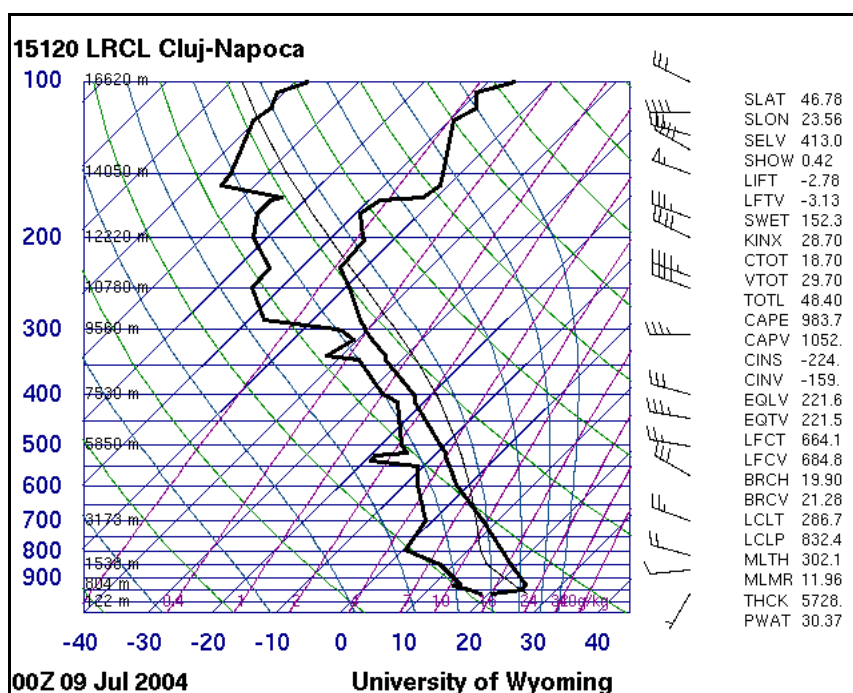 15120 LRCL Cluj-Napoca
100 16620 m
14050 m
200 12220 m
10780 m
300 9560 m
400 7530 m
500 5850 m
600
700 3173 m
800
1538 m
900
804 m
122 m 0.4 1 2 4 7 10 16 24 32 40g/kg
-40 -30 -20 -10 0 10 20 30 40
00Z 09 Jul 2004 University of Wyoming
SLAT 46.78
SLON 23.56
SELV 413.0
SHOW 0.42
LIFT -2.78
LFTV -3.13
SWET 152.3
KINX 28.70
CTOT 18.70
VTOT 29.70
TOTL 48.40
CAPE 983.7
CAPV 1052.
CINS -224.
CINV -159.
EQLV 221.6
EQTV 221.5
LFCT 664.1
LFCV 684.8
BRCH 19.90
BRCV 21.28
LCLT 286.7
LCLP 832.4
MLTH 302.1
MLMR 11.96
THCK 5728.
PWAT 30.37